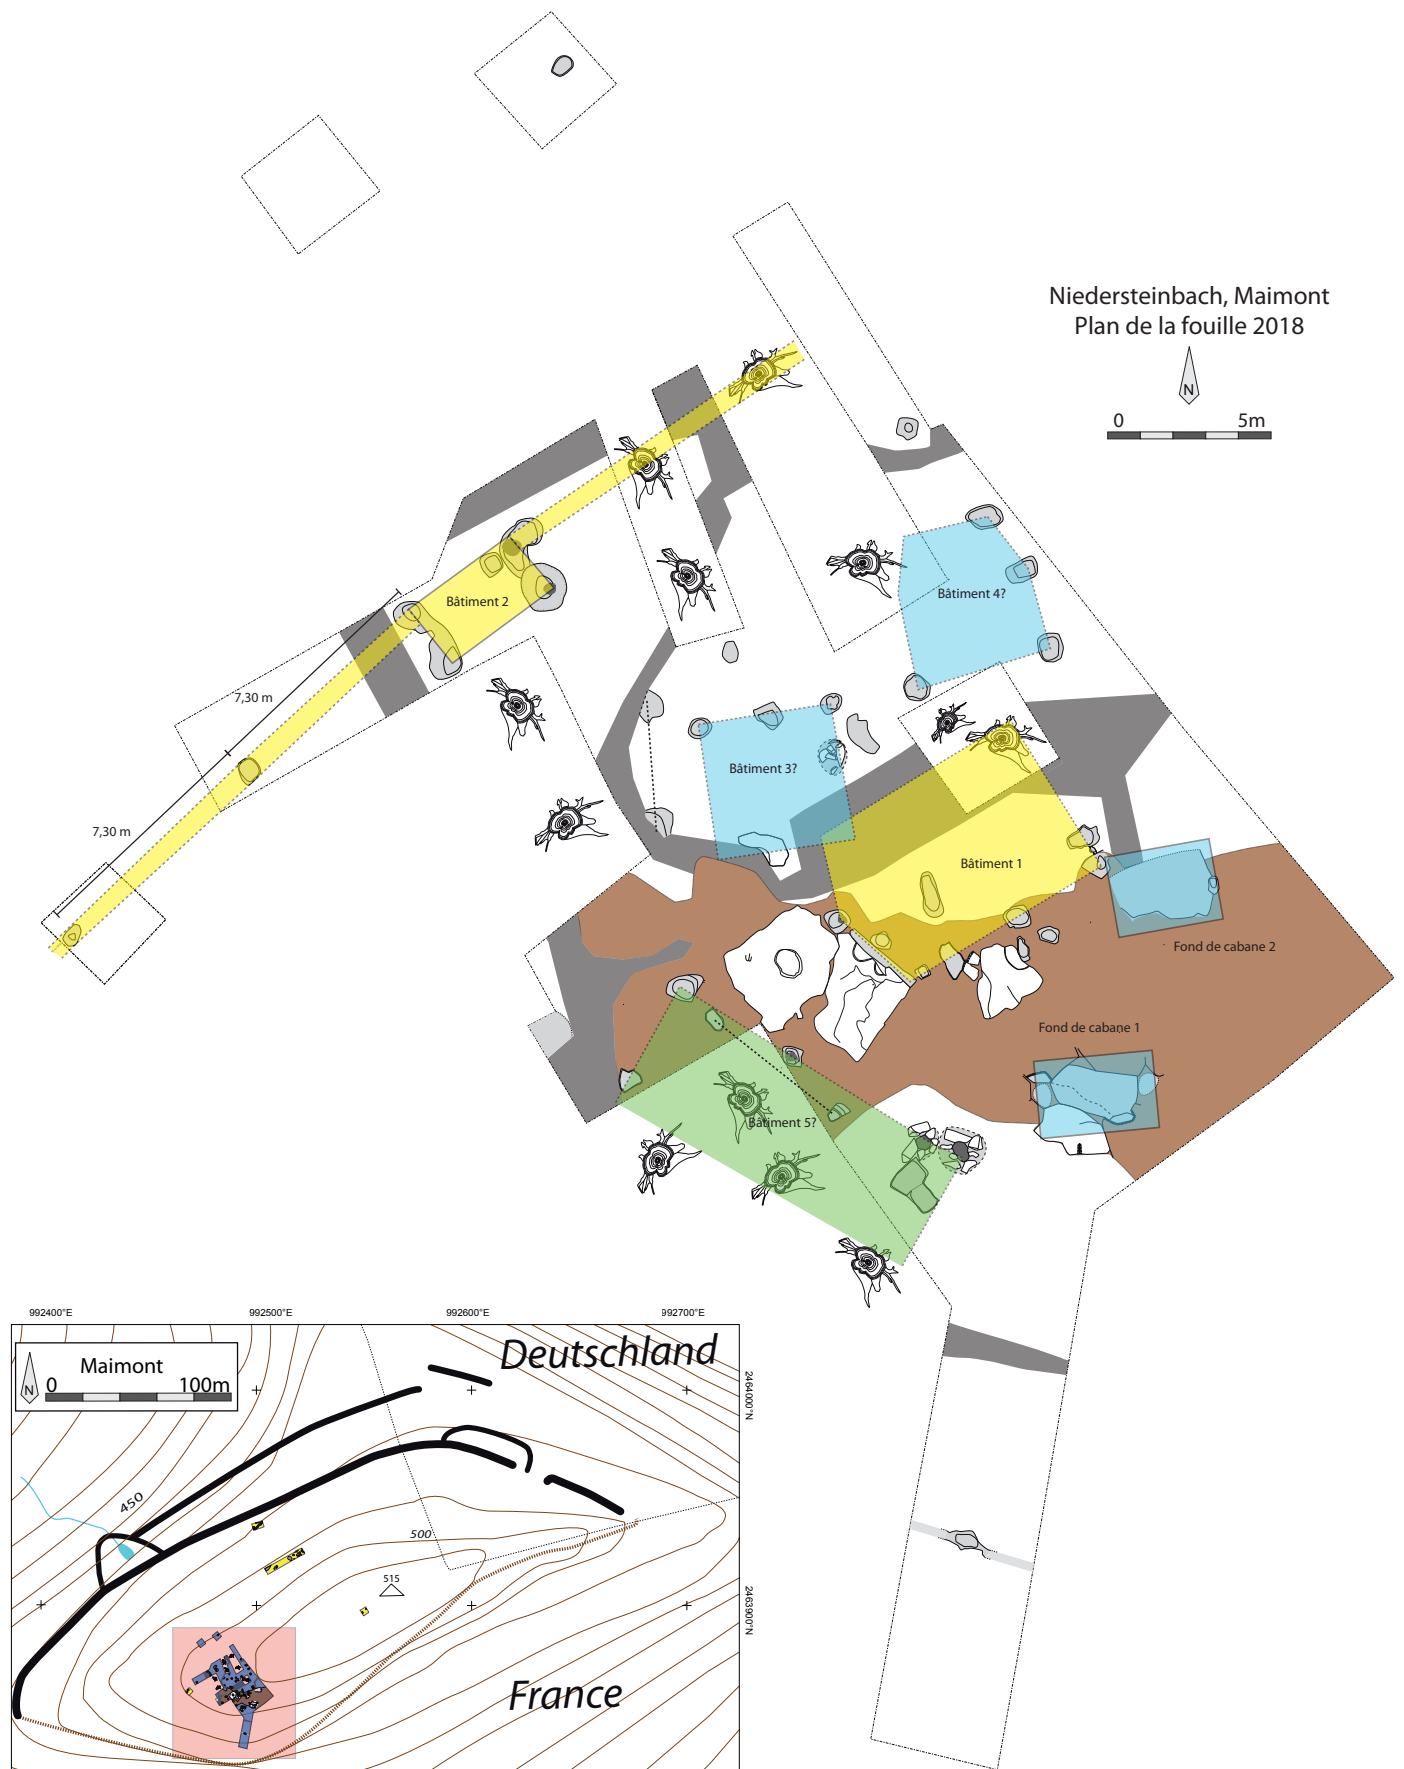 Niedersteinbach, Maimont
Plan de la fouille 2018
N
0 5m
Bâtiment 2
Bâtiment 4?
7,30 m
Bâtiment 3?
7,30 m
Bâtiment 1
Fond de cabane 2
Fond de cabane 1
Bâtiment 5?
992400°E 992500°E 992600°E 992700°E
Deutschland
Maimont
N
0 100m
2464000°N
450
500
515
2463900°N
France